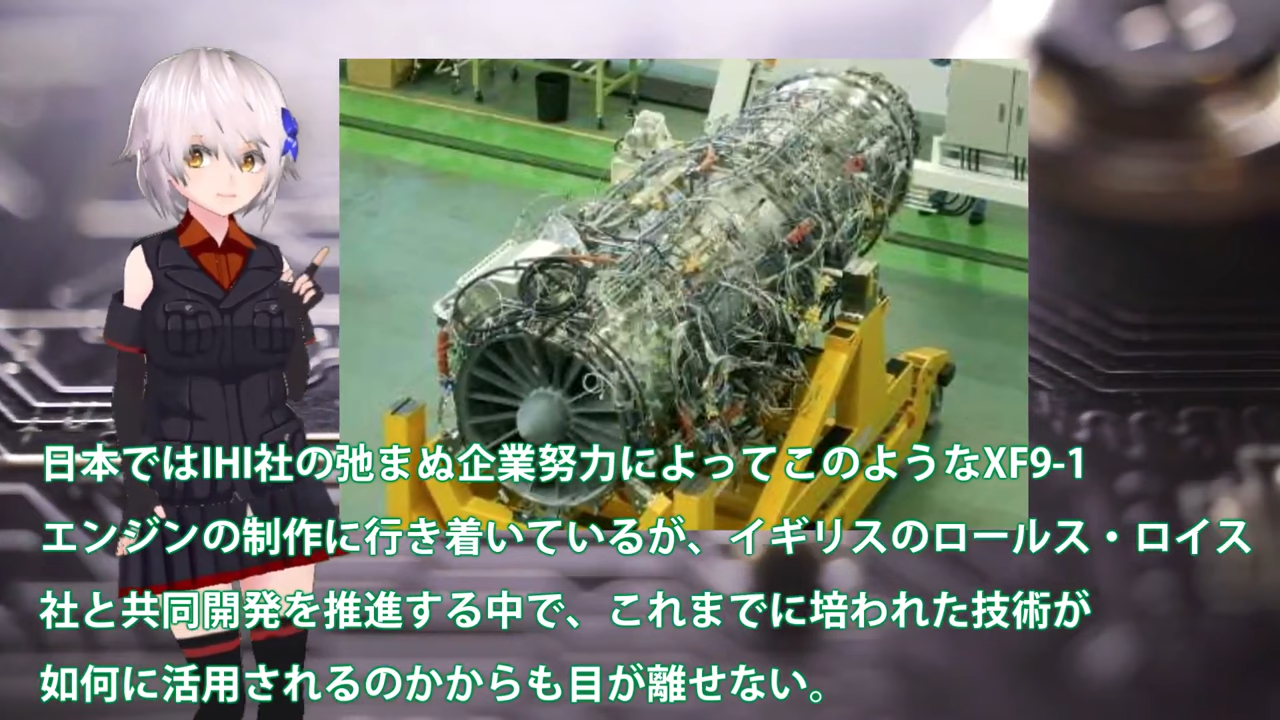 日本ではIHI社の弛まぬ企業努力によってこのようなXF9-1
エンジンの制作に行き着いているが、イギリスのロールス・ロイス
社と共同開発を推進する中で、これまでに培われた技術が
如何に活用されるのかからも目が離せない。